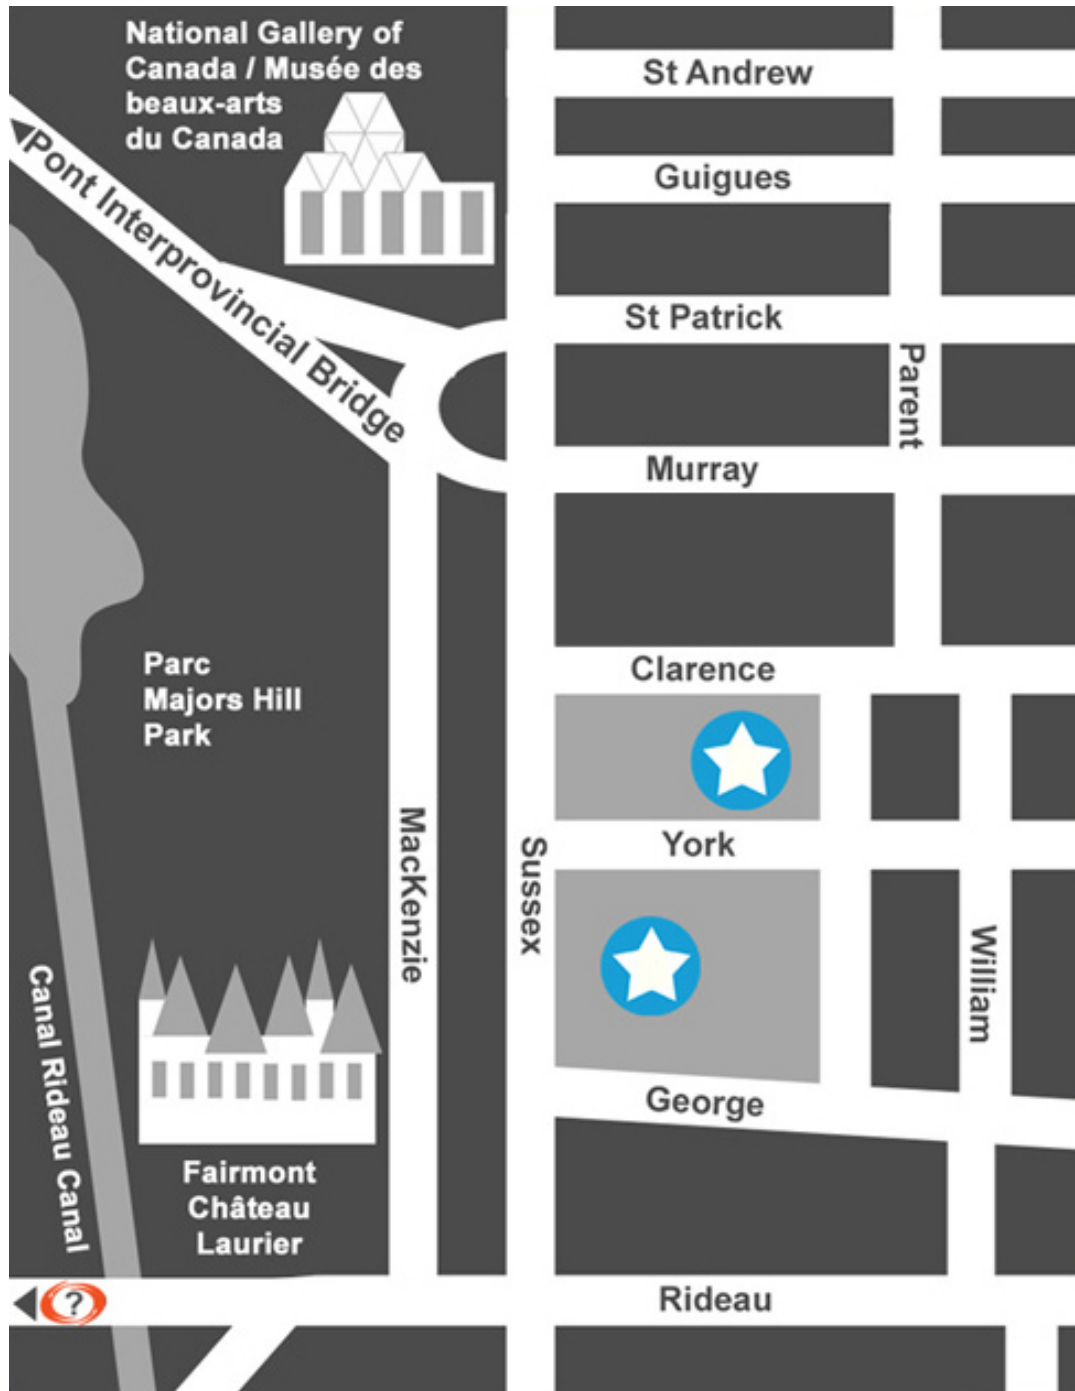 National Gallery of
Canada / Musée des
beaux-arts
du Canada
St Andrew
Guigues
Pont Interprovincial Bridge
St Patrick
Parent
Murray
Parc
Majors Hill
Park
Clarence
MacKenzie
Sussex
York
William
Canal Rideau Canal
George
Fairmont
Château
Laurier
?
Rideau